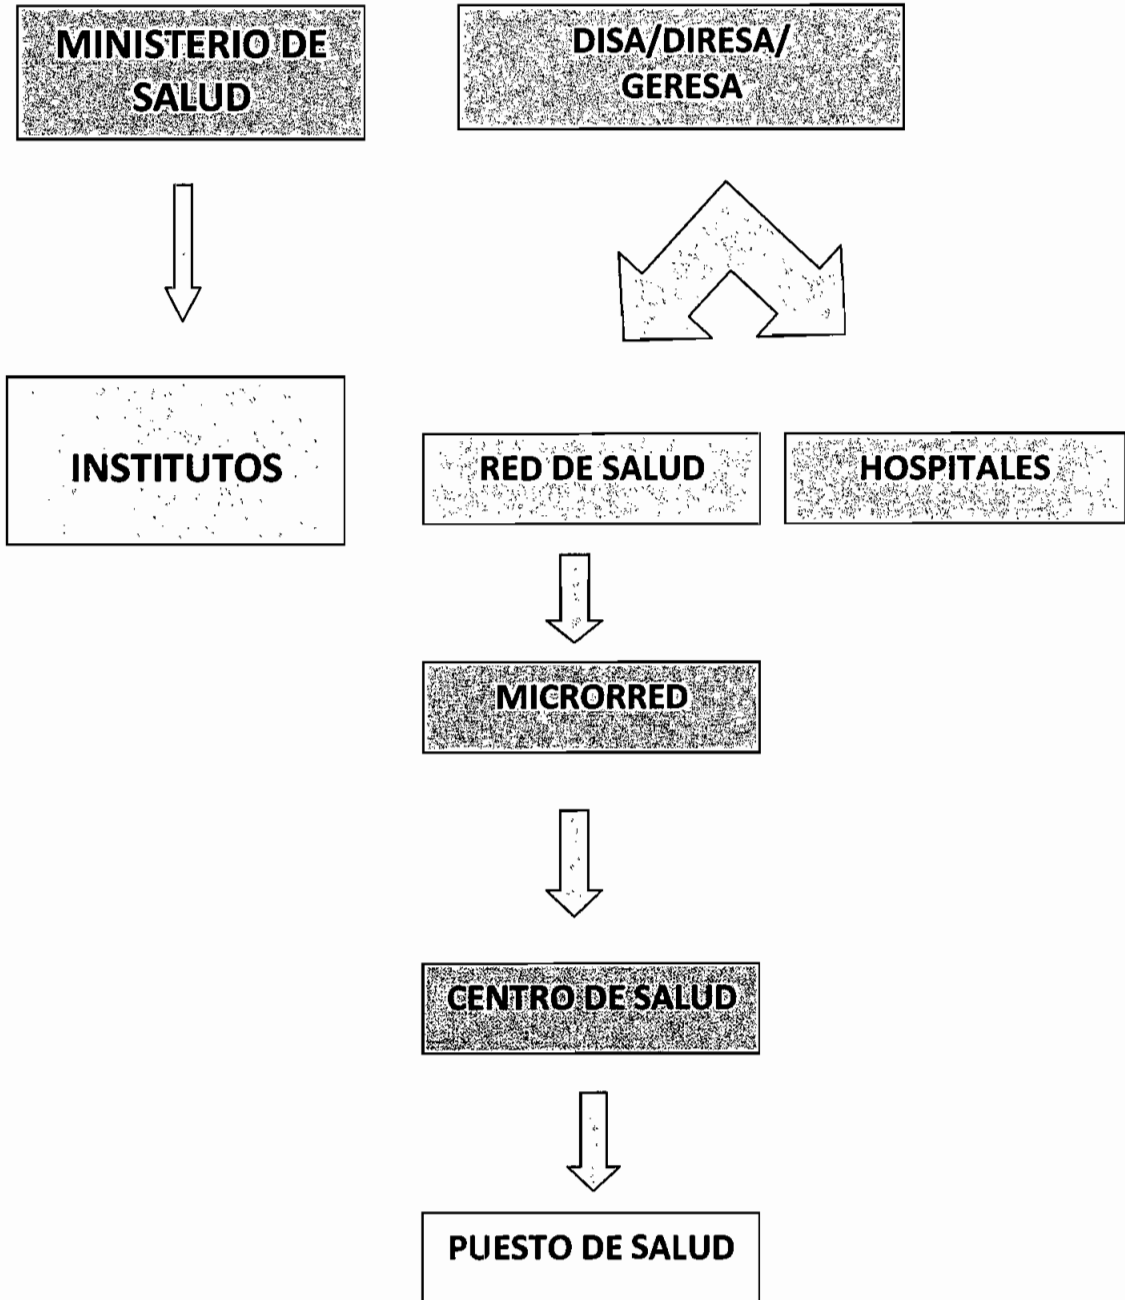 MINISTERIO DE
SALUD
DISA/DIRESA/
GERESA
INSTITUTOS
RED DE SALUD
HOSPITALES
MICRORRED
CENTRO DE SALUD
PUESTO DE SALUD